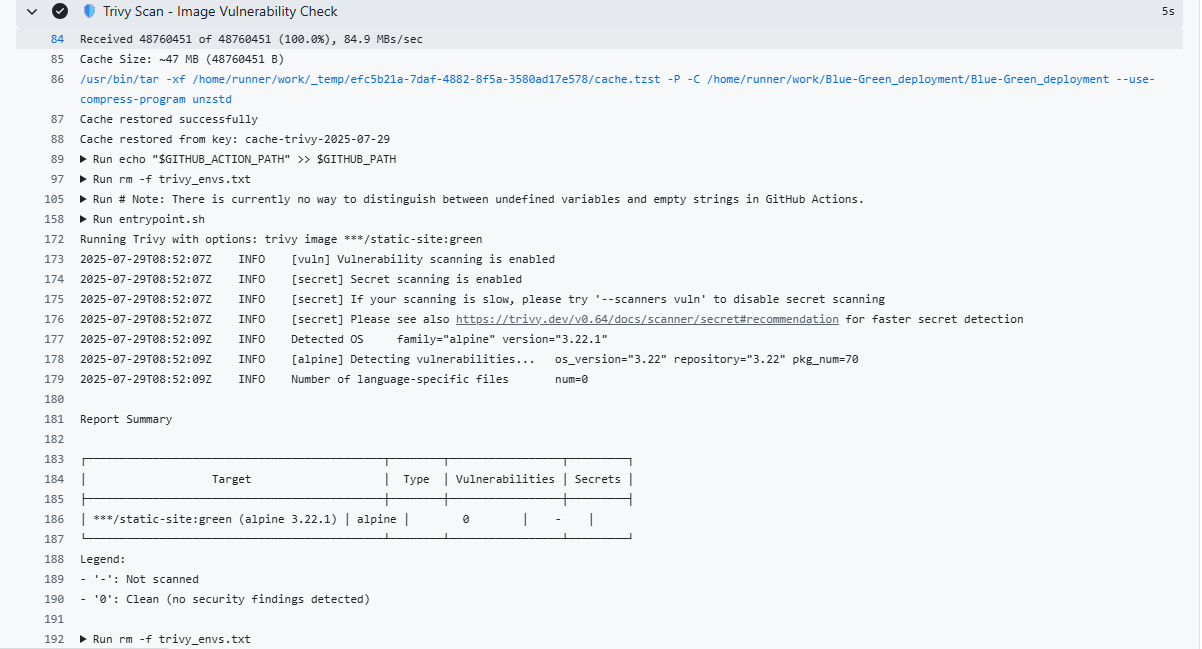 Trivy Scan - Image Vulnerability Check 5s
84 Received 48760451 of 48760451 (100.0%), 84.9 MBs/sec
85 Cache Size: ~47 MB (48760451 B)
86 /usr/bin/tar -xf /home/runner/work/_temp/efc5b21a-7daf-4882-8f5a-3580ad17e578/cache.tzst -P -C /home/runner/work/Blue-Green_deployment/Blue-Green_deployment --use-
compress-program unzstd
87 Cache restored successfully
88 Cache restored from key: cache-trivy-2025-07-29
89 ▶ Run echo "$GITHUB_ACTION_PATH" >> $GITHUB_PATH
97 ▶ Run rm -f trivy_envs.txt
105 ▶ Run # Note: There is currently no way to distinguish between undefined variables and empty strings in GitHub Actions.
158 ▶ Run entrypoint.sh
172 Running Trivy with options: trivy image ***/static-site:green
173 2025-07-29T08:52:07Z INFO [vuln] Vulnerability scanning is enabled
174 2025-07-29T08:52:07Z INFO [secret] Secret scanning is enabled
175 2025-07-29T08:52:07Z INFO [secret] If your scanning is slow, please try '--scanners vuln' to disable secret scanning
176 2025-07-29T08:52:07Z INFO [secret] Please see also https://trivy.dev/v0.64/docs/scanner/secret#recommendation for faster secret detection
177 2025-07-29T08:52:09Z INFO Detected OS family="alpine" version="3.22.1"
178 2025-07-29T08:52:09Z INFO [alpine] Detecting vulnerabilities... os_version="3.22" repository="3.22" pkg_num=70
179 2025-07-29T08:52:09Z INFO Number of language-specific files num=0
180
181 Report Summary
182
183
184 │ Target │ Type │ Vulnerabilities │ Secrets │
185
186 │ ***/static-site:green (alpine 3.22.1) │ alpine │ 0 │ - │
187
188 Legend:
189 - '-': Not scanned
190 - '0': Clean (no security findings detected)
191
192 ▶ Run rm -f trivy_envs.txt